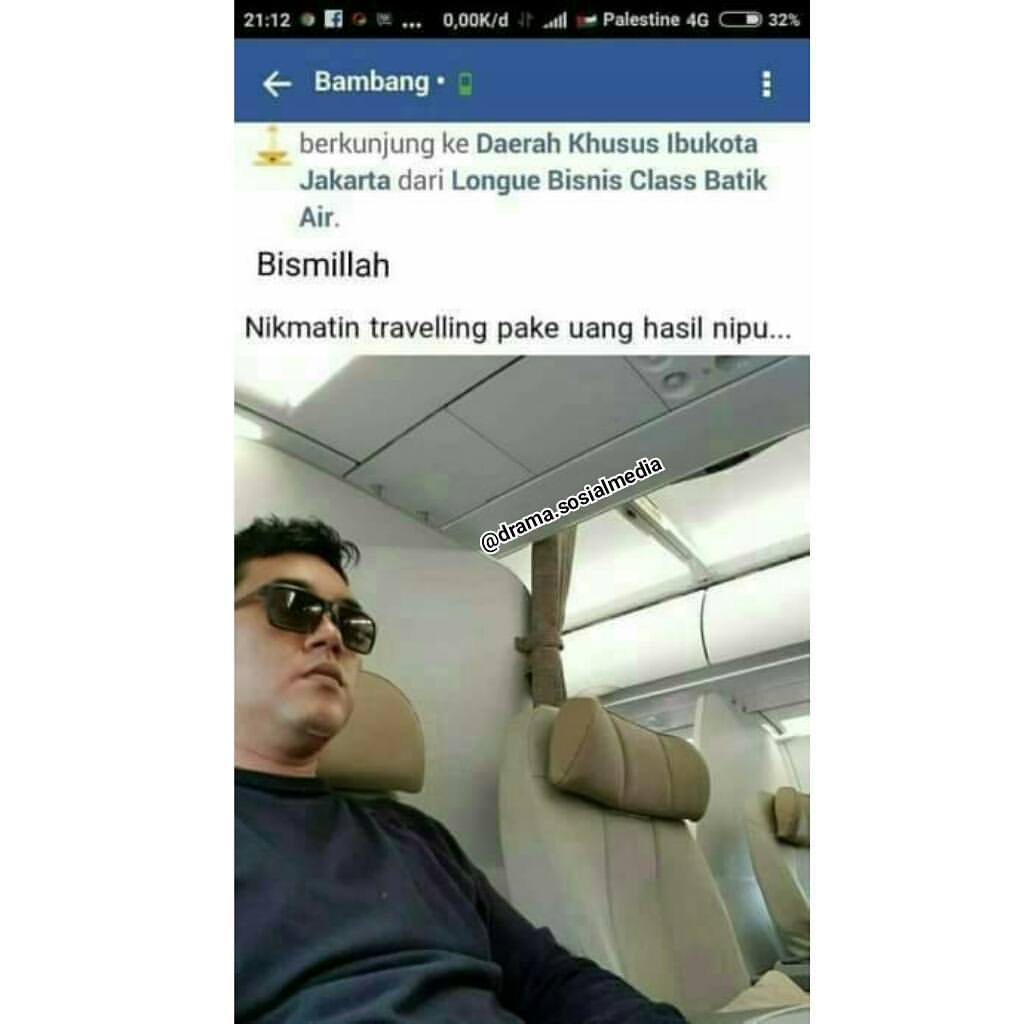 21:12 ... 0,00K/d Palestine 4G 32%
Bambang •
berkunjung ke Daerah Khusus Ibukota
Jakarta dari Longue Bisnis Class Batik
Air.
Bismillah
Nikmatin travelling pake uang hasil nipu...
@drama.sosialmedia